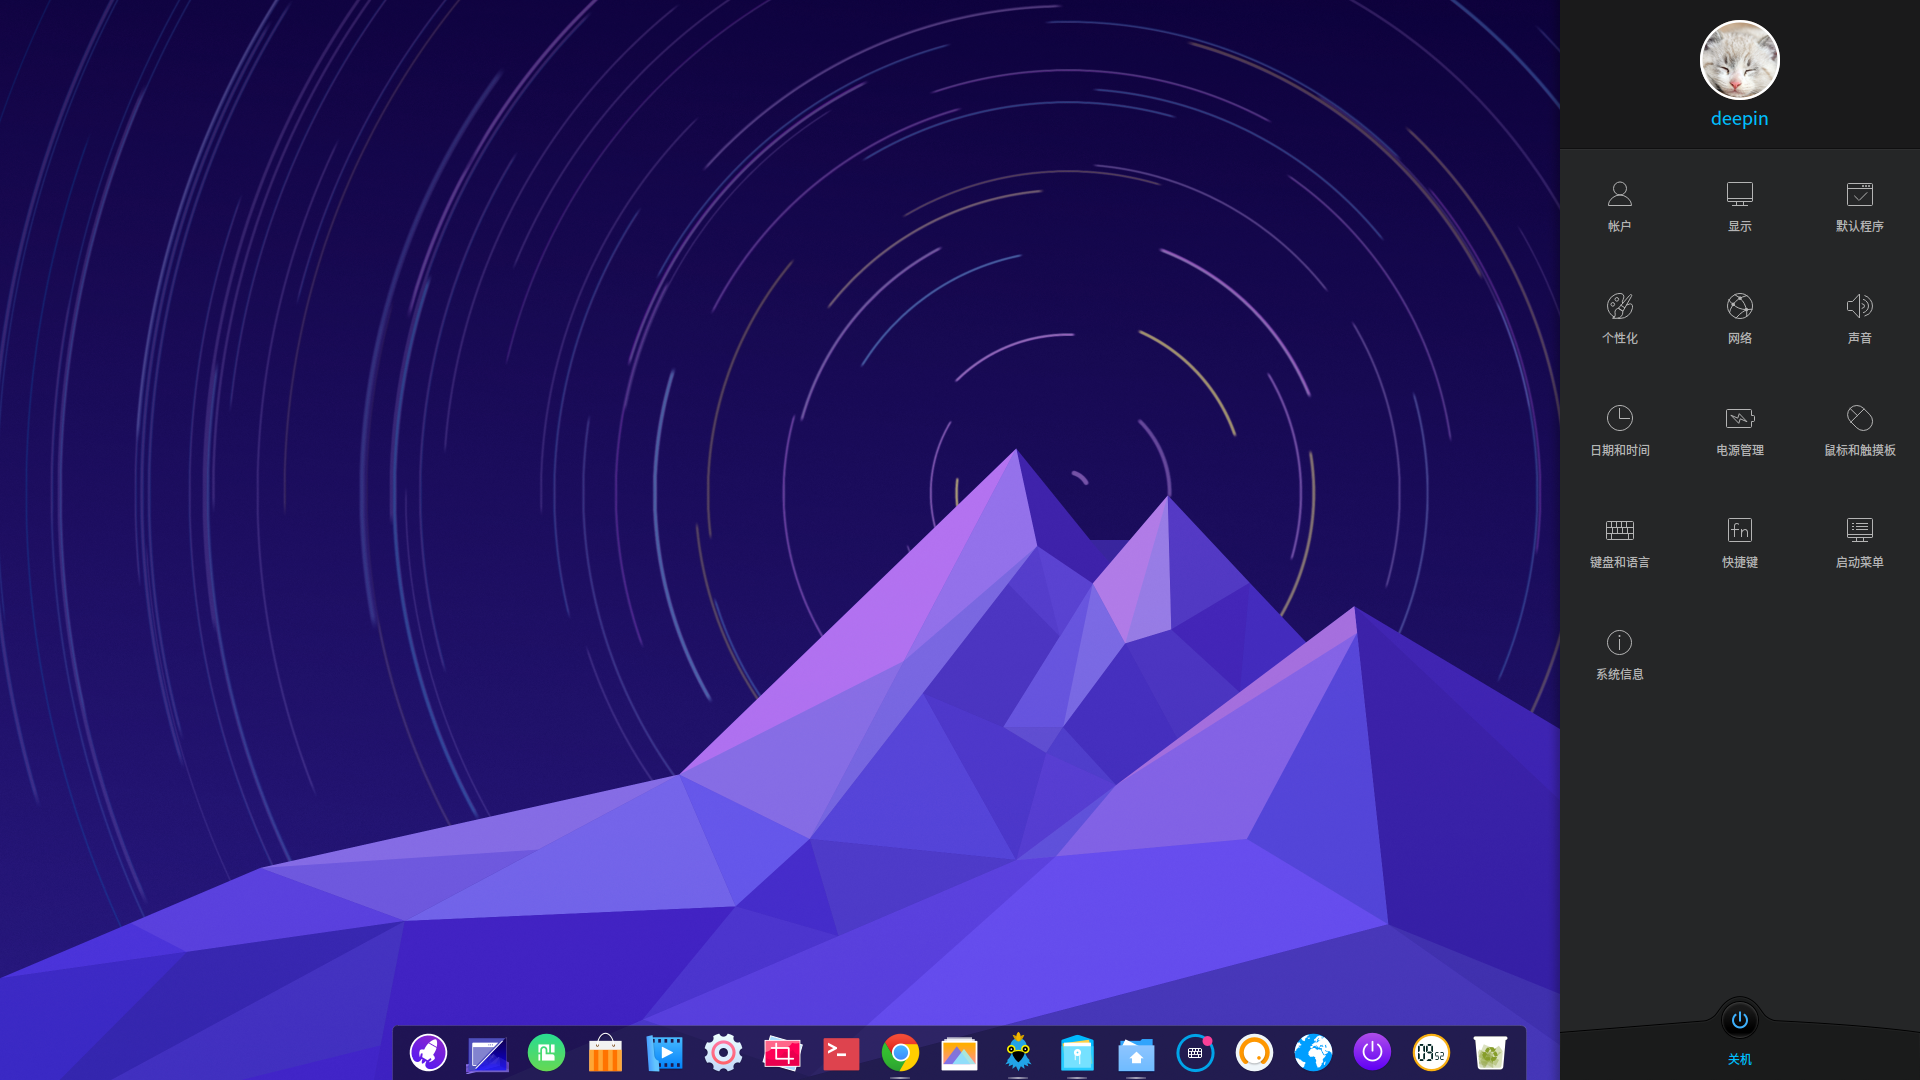 deepin
帐户
显示
默认程序
个性化
网络
声音
日期和时间
电源管理
鼠标和触摸板
键盘和语言
fn
快捷键
启动菜单
系统信息
09 52
关机